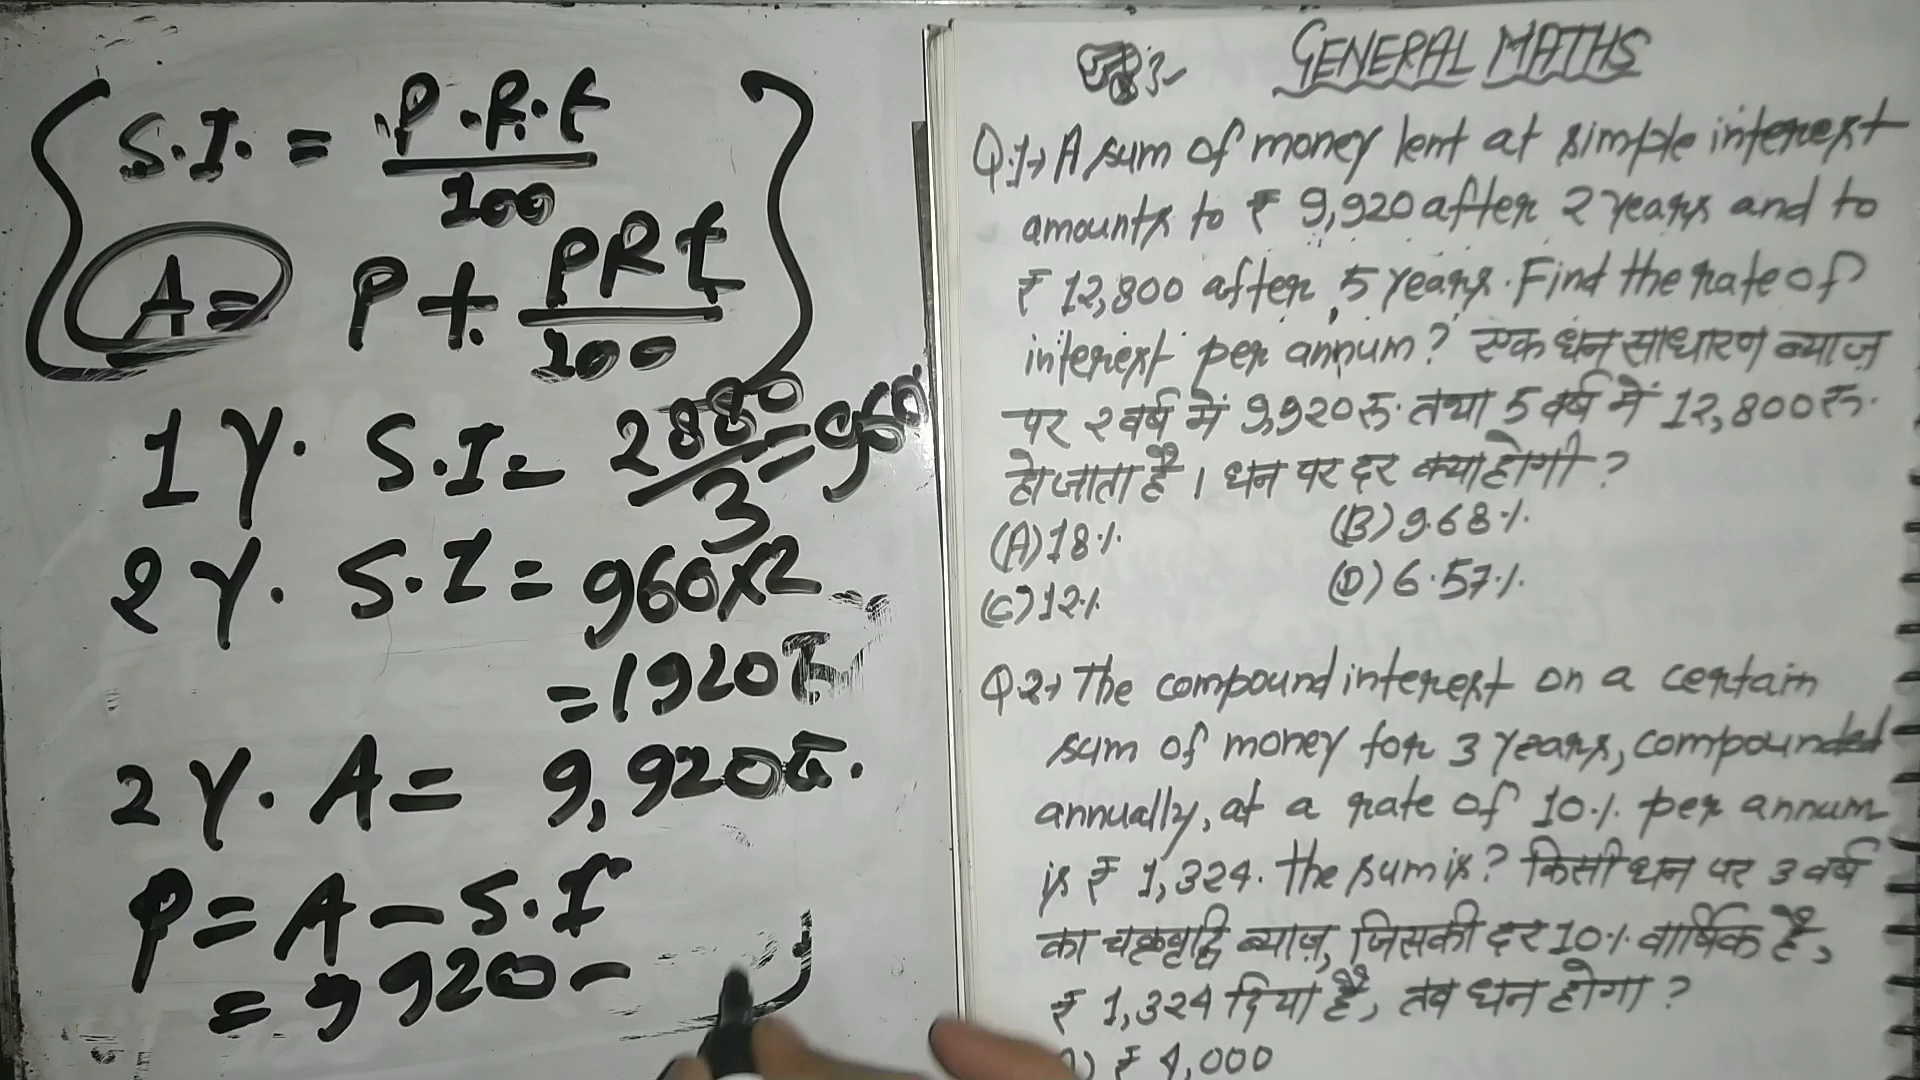 S.I. = P.R.t
100
A = P + PRt
100
1 Y. S.I = 2880 = 960
3
2 Y. S.I = 960x2
= 1920
2 Y. A = 9,920
P = A - S.I
= 9920 -
GENERAL MATHS
Q.1→ A sum of money lent at simple interest
amounts to ₹ 9,920 after 2 years and to
₹ 12,800 after 5 years. Find the rate of
interest per annum? एक धन साधारण ब्याज़
पर 2 वर्ष में 9,920 रु. तथा 5 वर्ष में 12,800 रु.
हो जाता है । धन पर दर क्या होगी ?
(A) 18% (B) 9.68%
(C) 12% (D) 6.57%
Q.2→ The compound interest on a certain
sum of money for 3 years, compounded
annually, at a rate of 10% per annum
is ₹ 1,324. The sum is? किसी धन पर 3 वर्ष
का चक्रवृद्धि ब्याज़, जिसकी दर 10% वार्षिक है,
₹ 1,324 दिया है, तब धन होगा ?
₹ 4,000